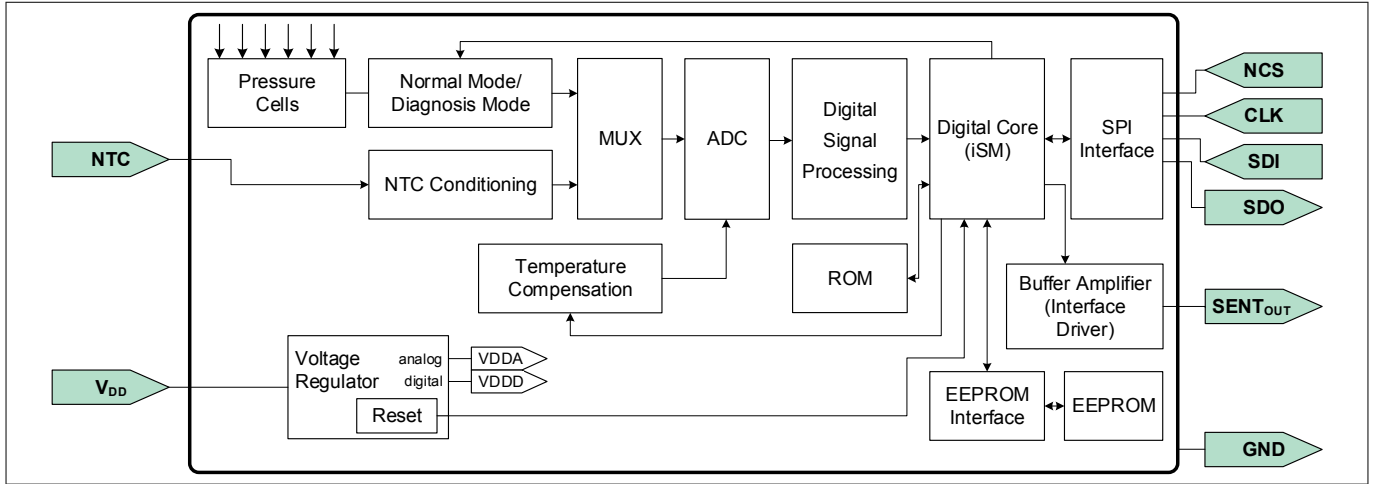 Pressure
Cells
Normal Mode/
Diagnosis Mode
MUX
ADC
Digital
Signal
Processing
Digital Core
(iSM)
SPI
Interface
NCS
CLK
SDI
SDO
NTC
NTC Conditioning
Temperature
Compensation
ROM
Buffer Amplifier
(Interface
Driver)
SENTOUT
Voltage
Regulator
analog
digital
VDDA
VDDD
Reset
VDD
EEPROM
Interface
EEPROM
GND